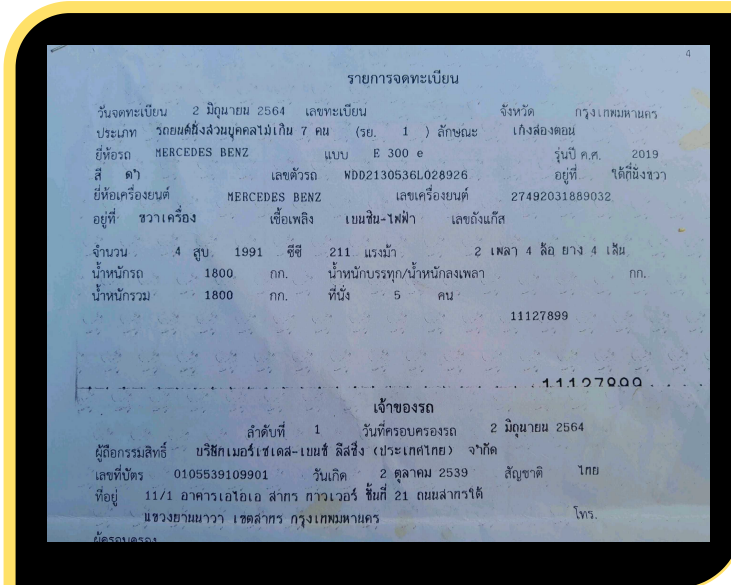 4
รายการจดทะเบียน
วันจดทะเบียน 2 มิถุนายน 2564 เลขทะเบียน จังหวัด กรุงเทพมหานคร
ประเภท รถยนต์นั่งส่วนบุคคลไม่เกิน 7 คน (รย. 1 ) ลักษณะ เก๋งสองตอน
ยี่ห้อรถ MERCEDES BENZ แบบ E 300 e รุ่นปี ค.ศ. 2019
สี ดำ เลขตัวรถ WDD2130536L028926 อยู่ที่ ใต้ที่นั่งขวา
ยี่ห้อเครื่องยนต์ MERCEDES BENZ เลขเครื่องยนต์ 27492031889032
อยู่ที่ ขวาเครื่อง เชื้อเพลิง เบนซิน-ไฟฟ้า เลขถังแก๊ส
จำนวน 4 สูบ 1991 ซีซี 211 แรงม้า 2 เพลา 4 ล้อ ยาง 4 เส้น
น้ำหนักรถ 1800 กก. น้ำหนักบรรทุก/น้ำหนักลงเพลา กก.
น้ำหนักรวม 1800 กก. ที่นั่ง 5 คน
11127899
11127899
เจ้าของรถ
ลำดับที่ 1 วันที่ครอบครองรถ 2 มิถุนายน 2564
ผู้ถือกรรมสิทธิ์ บริษัทเมอร์เซเดส-เบนซ์ ลีสซิ่ง (ประเทศไทย) จำกัด
เลขที่บัตร 0105539109901 วันเกิด 2 ตุลาคม 2539 สัญชาติ ไทย
ที่อยู่ 11/1 อาคารเอไอเอ สาทร ทาวเวอร์ ชั้นที่ 21 ถนนสาทรใต้
แขวงยานนาวา เขตสาทร กรุงเทพมหานคร โทร.
ผู้ครอบครอง